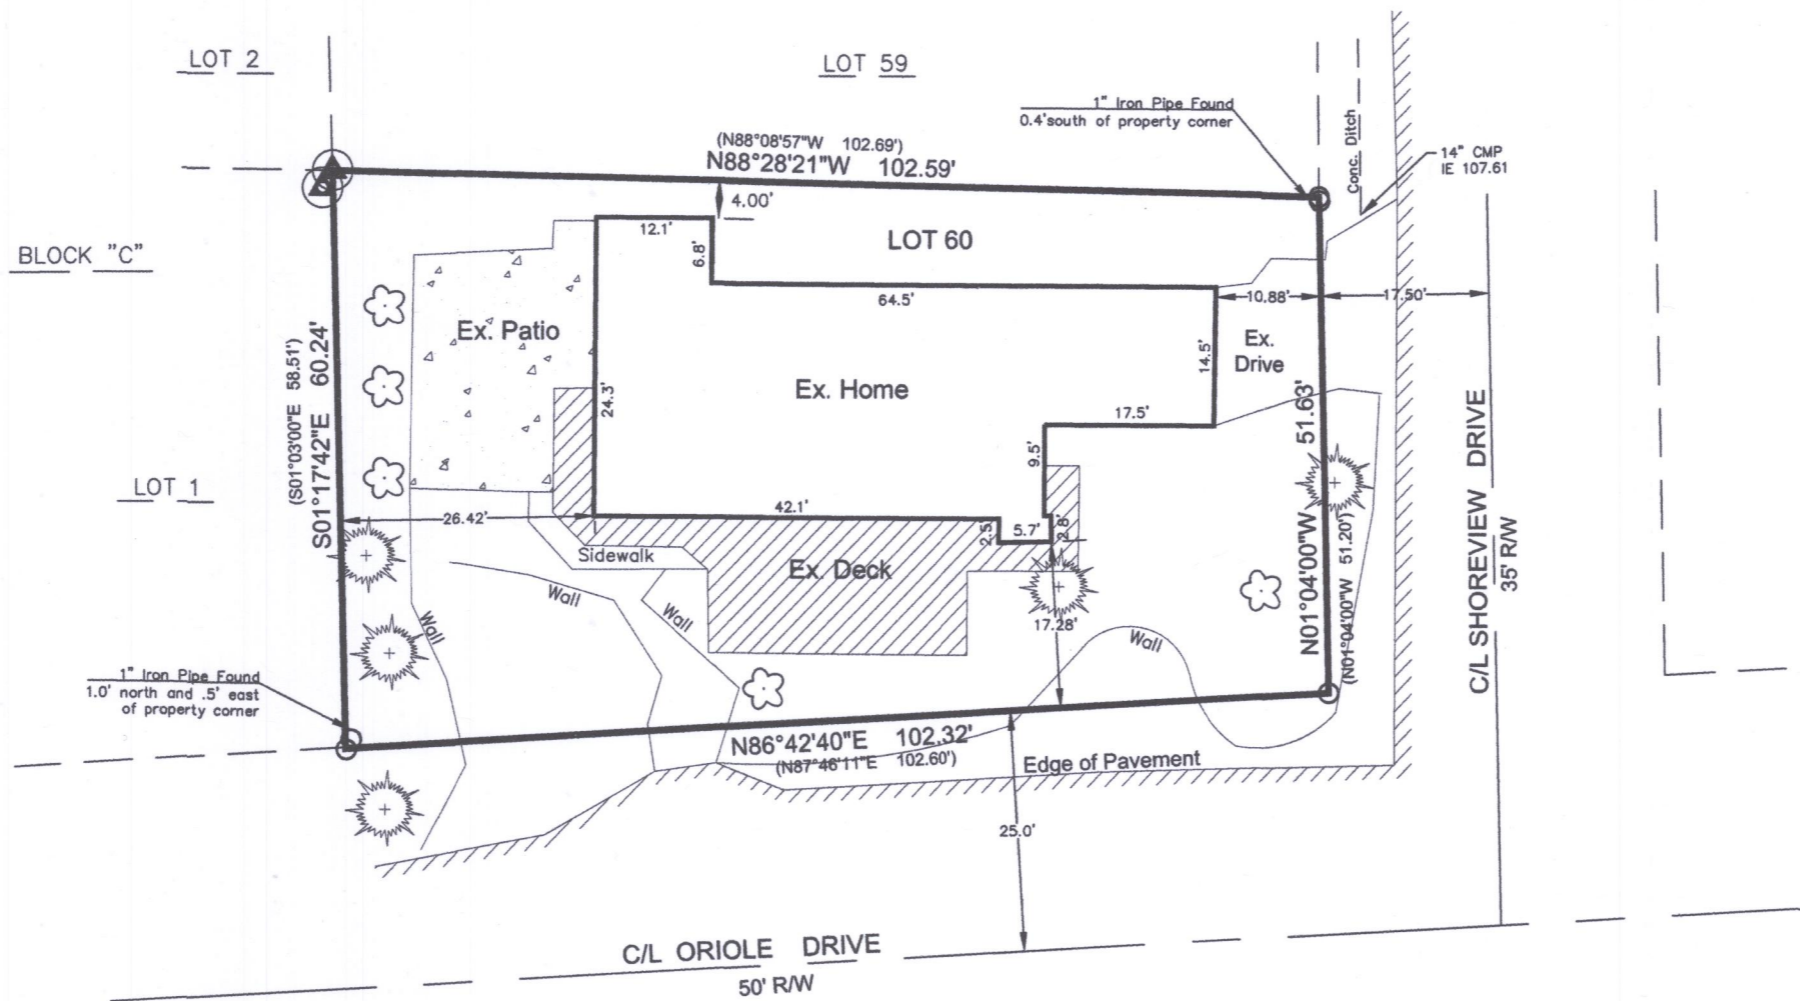 LOT 2
LOT 59
1" Iron Pipe Found
0.4'south of property corner
Conc. Ditch
14" CMP
IE 107.61
(N88°08'57"W 102.69')
N88°28'21"W 102.59'
4.00'
BLOCK "C"
12.1'
6.8'
LOT 60
64.5'
10.88'
17.50'
Ex. Patio
Ex.
Drive
14.5'
(S01°03'00"E 58.51')
S01°17'42"E 60.24'
24.3'
Ex. Home
17.5'
9.5'
N01°04'00"W 51.63'
(N01°04'00"W 51.20')
C/L SHOREVIEW DRIVE
35' R/W
LOT 1
26.42'
42.1'
2.5'
5.7'
2.8'
Sidewalk
Ex. Deck
Wall
Wall
Wall
17.28'
Wall
1" Iron Pipe Found
1.0' north and .5' east
of property corner
N86°42'40"E 102.32'
(N87°46'11"E 102.60')
Edge of Pavement
25.0'
C/L ORIOLE DRIVE
50' R/W